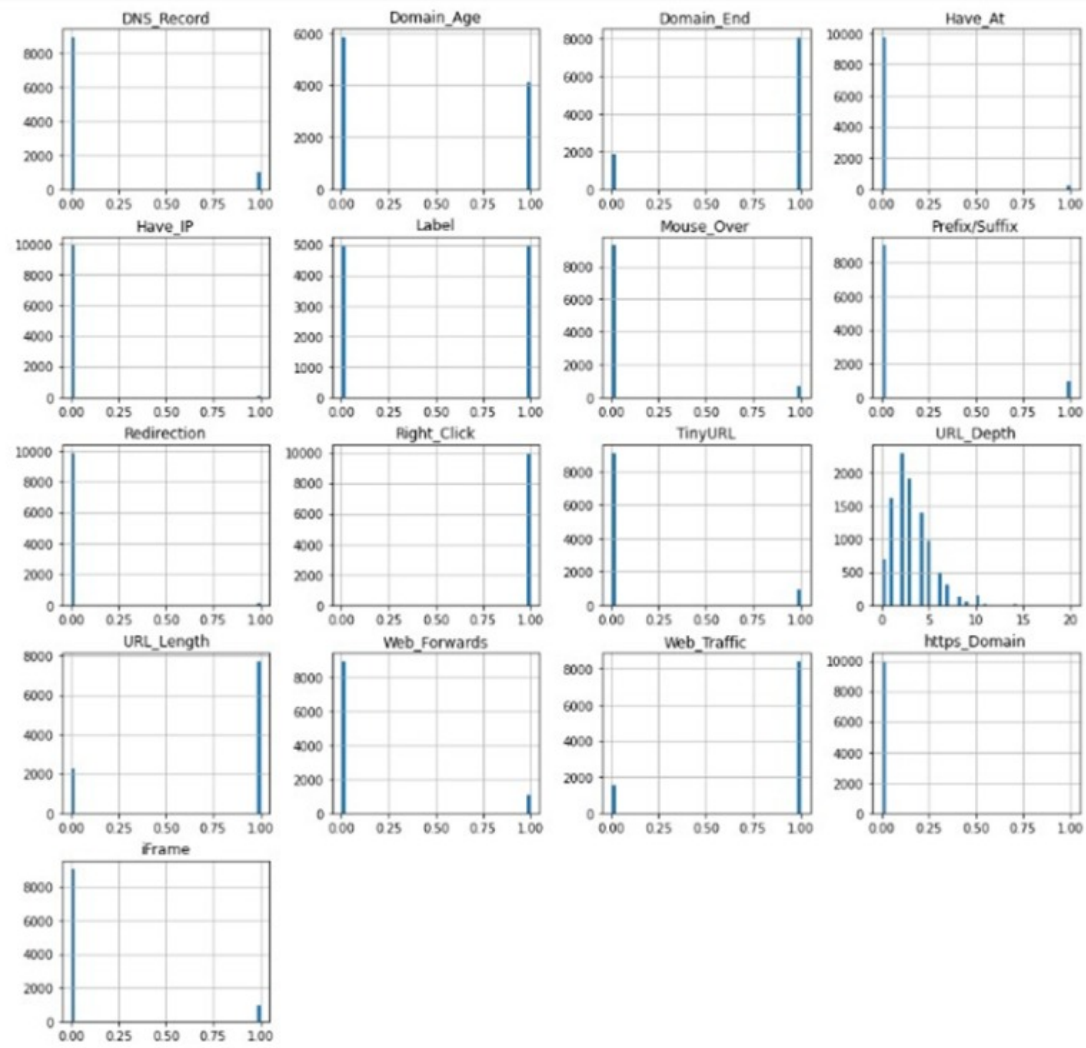 DNS_Record Domain_Age Domain_End Have_At
8000 6000 4000 2000 0
6000 4000 2000 0
8000 6000 4000 2000 0
10000 8000 6000 4000 2000 0
0.00 0.25 0.50 0.75 1.00 0.00 0.25 0.50 0.75 1.00 0.00 0.25 0.50 0.75 1.00 0.00 0.25 0.50 0.75 1.00
Have_IP Label Mouse_Over Prefix/Suffix
10000 8000 6000 4000 2000 0
5000 4000 3000 2000 1000 0
8000 6000 4000 2000 0
8000 6000 4000 2000 0
0.00 0.25 0.50 0.75 1.00 0.00 0.25 0.50 0.75 1.00 0.00 0.25 0.50 0.75 1.00 0.00 0.25 0.50 0.75 1.00
Redirection Right_Click TinyURL URL_Depth
10000 8000 6000 4000 2000 0
10000 8000 6000 4000 2000 0
8000 6000 4000 2000 0
2000 1500 1000 500 0
0.00 0.25 0.50 0.75 1.00 0.00 0.25 0.50 0.75 1.00 0.00 0.25 0.50 0.75 1.00 0 5 10 15 20
URL_Length Web_Forwards Web_Traffic https_Domain
8000 6000 4000 2000 0
8000 6000 4000 2000 0
8000 6000 4000 2000 0
10000 8000 6000 4000 2000 0
0.00 0.25 0.50 0.75 1.00 0.00 0.25 0.50 0.75 1.00 0.00 0.25 0.50 0.75 1.00 0.00 0.25 0.50 0.75 1.00
iFrame
8000 6000 4000 2000 0
0.00 0.25 0.50 0.75 1.00